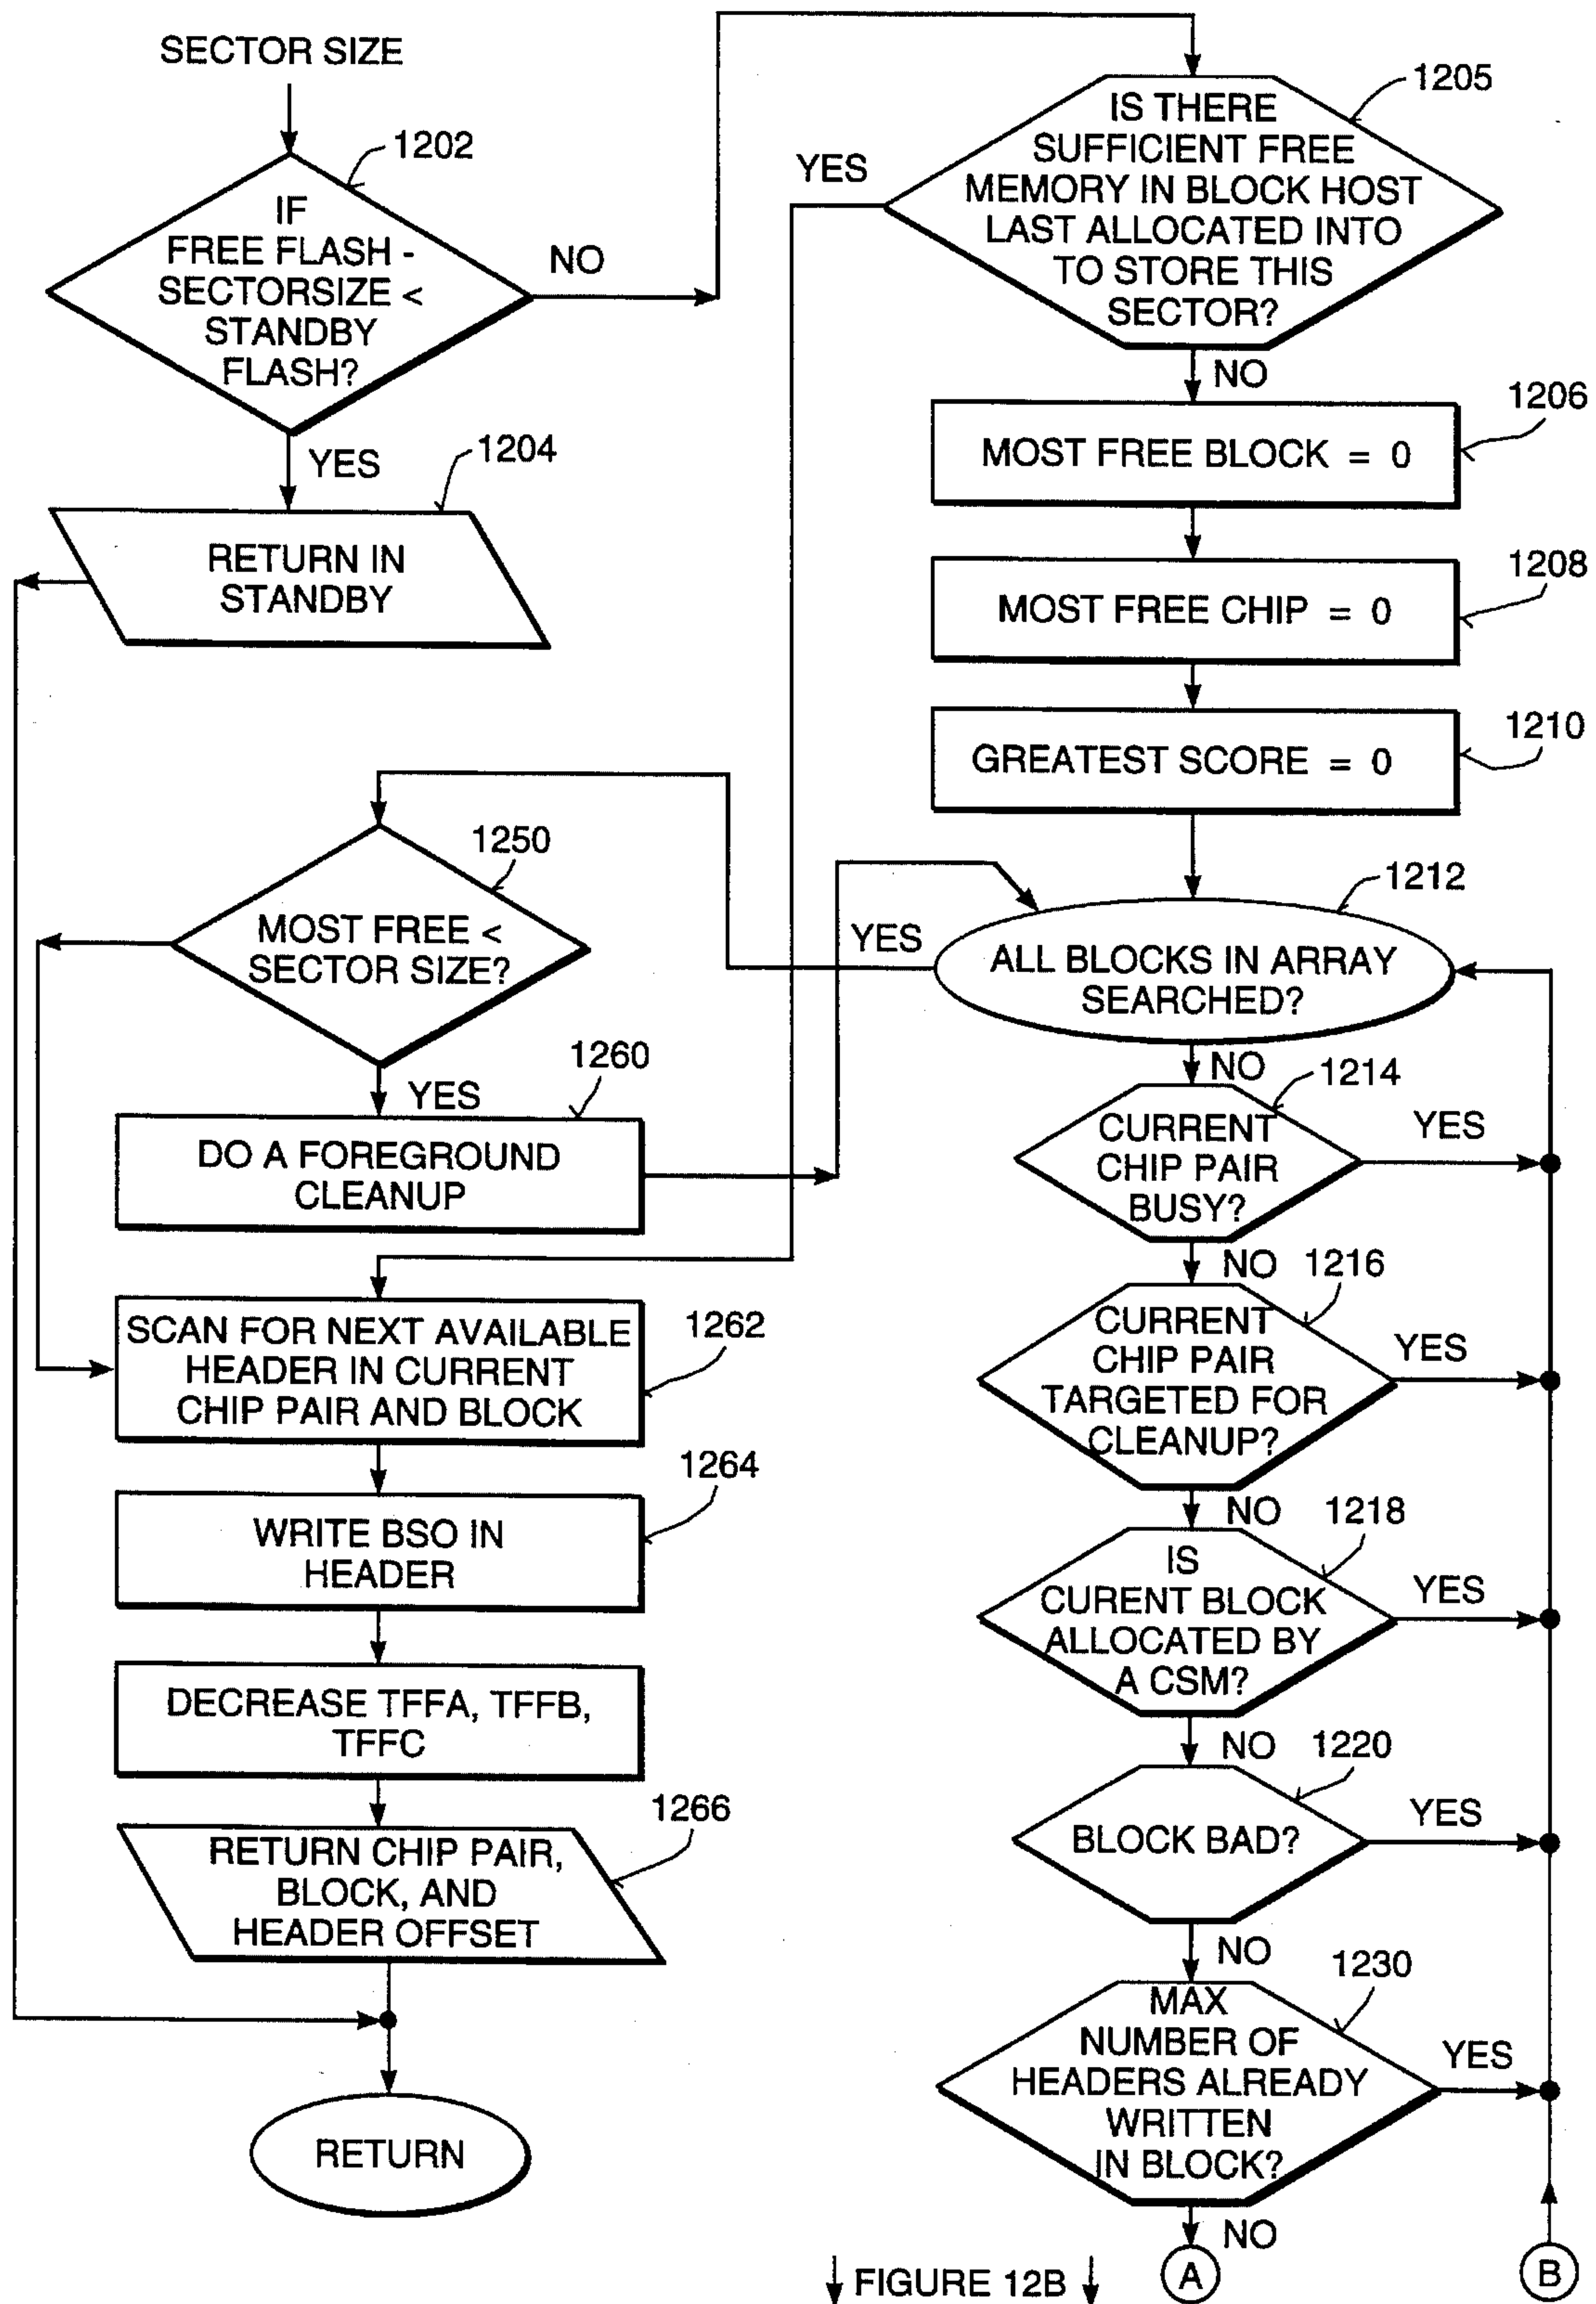 SECTOR SIZE
1202
IF
FREE FLASH -
SECTORSIZE <
STANDBY
FLASH?
NO
YES
1204
RETURN IN
STANDBY
1205
IS THERE
SUFFICIENT FREE
MEMORY IN BLOCK HOST
LAST ALLOCATED INTO
TO STORE THIS
SECTOR?
YES
NO
1206
MOST FREE BLOCK = 0
1208
MOST FREE CHIP = 0
1210
GREATEST SCORE = 0
1212
ALL BLOCKS IN ARRAY
SEARCHED?
YES
NO
1250
MOST FREE <
SECTOR SIZE?
YES
1260
DO A FOREGROUND
CLEANUP
1262
SCAN FOR NEXT AVAILABLE
HEADER IN CURRENT
CHIP PAIR AND BLOCK
1264
WRITE BSO IN
HEADER
DECREASE TFFA, TFFB,
TFFC
1266
RETURN CHIP PAIR,
BLOCK, AND
HEADER OFFSET
RETURN
1214
CURRENT
CHIP PAIR
BUSY?
YES
NO
1216
CURRENT
CHIP PAIR
TARGETED FOR
CLEANUP?
YES
NO
1218
IS
CURENT BLOCK
ALLOCATED BY
A CSM?
YES
NO
1220
BLOCK BAD?
YES
NO
1230
MAX
NUMBER OF
HEADERS ALREADY
WRITTEN
IN BLOCK?
YES
NO
FIGURE 12B
A
B